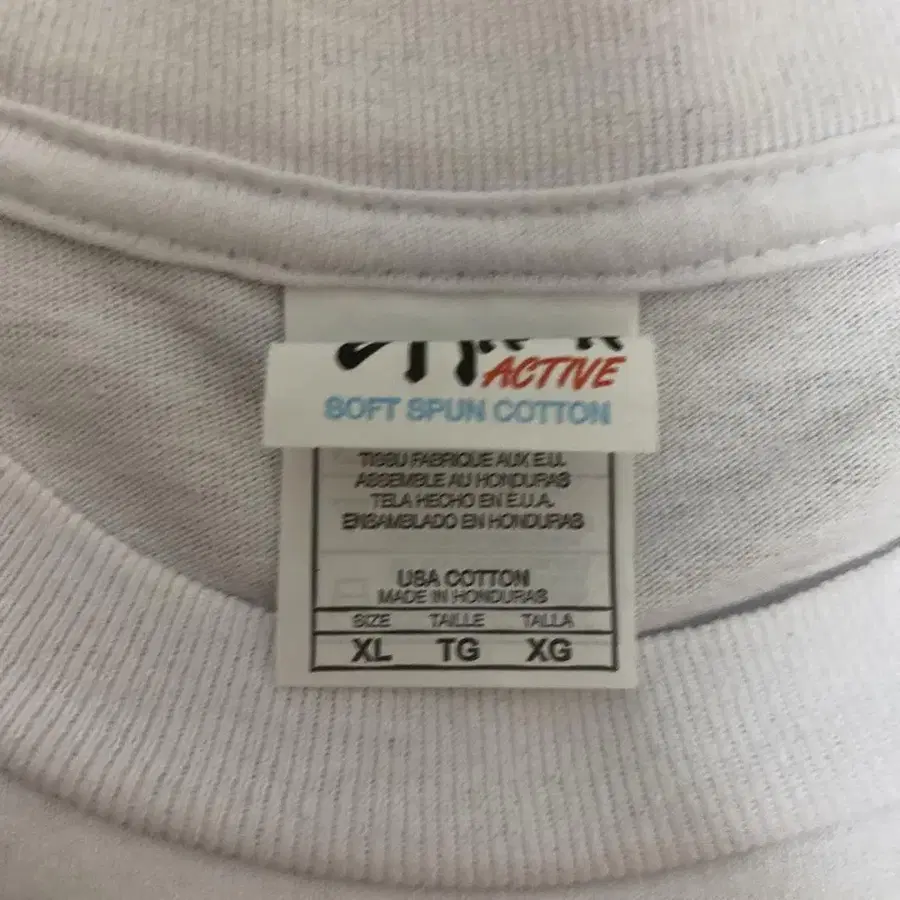 ACTIVE
SOFT SPUN COTTON
TISSU FABRIQUE AUX E.U.
ASSEMBLE AU HONDURAS
TELA HECHO EN E.U.A.
ENSAMBLADO EN HONDURAS
USA COTTON
MADE IN HONDURAS
SIZE TAILLE TALLA
XL TG XG